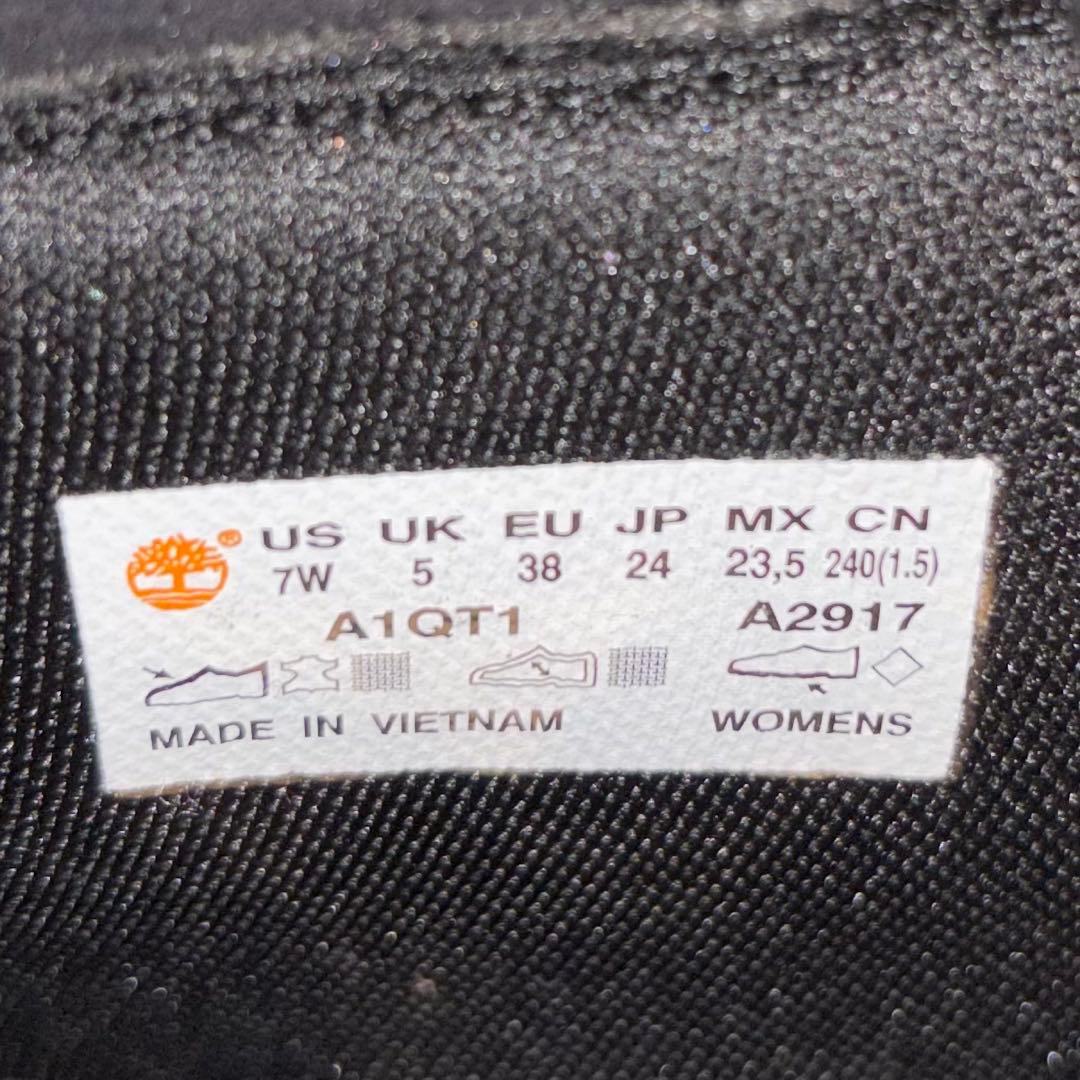 ® US UK EU JP MX CN
7W 5 38 24 23,5 240(1.5)
A1QT1 A2917
MADE IN VIETNAM WOMENS